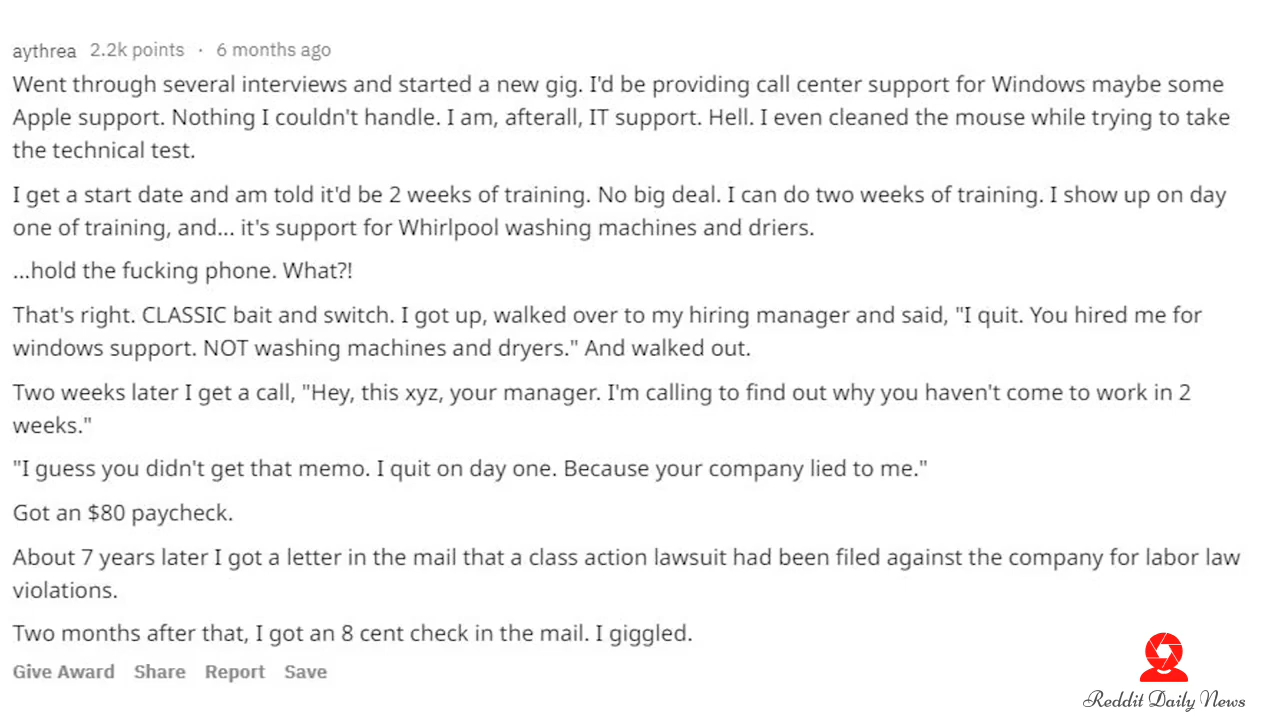 aythrea 2.2k points · 6 months ago
Went through several interviews and started a new gig. I'd be providing call center support for Windows maybe some
Apple support. Nothing I couldn't handle. I am, afterall, IT support. Hell. I even cleaned the mouse while trying to take
the technical test.
I get a start date and am told it'd be 2 weeks of training. No big deal. I can do two weeks of training. I show up on day
one of training, and... it's support for Whirlpool washing machines and driers.
...hold the fucking phone. What?!
That's right. CLASSIC bait and switch. I got up, walked over to my hiring manager and said, "I quit. You hired me for
windows support. NOT washing machines and dryers." And walked out.
Two weeks later I get a call, "Hey, this xyz, your manager. I'm calling to find out why you haven't come to work in 2
weeks."
"I guess you didn't get that memo. I quit on day one. Because your company lied to me."
Got an $80 paycheck.
About 7 years later I got a letter in the mail that a class action lawsuit had been filed against the company for labor law
violations.
Two months after that, I got an 8 cent check in the mail. I giggled.
Give Award Share Report Save
Reddit Daily News